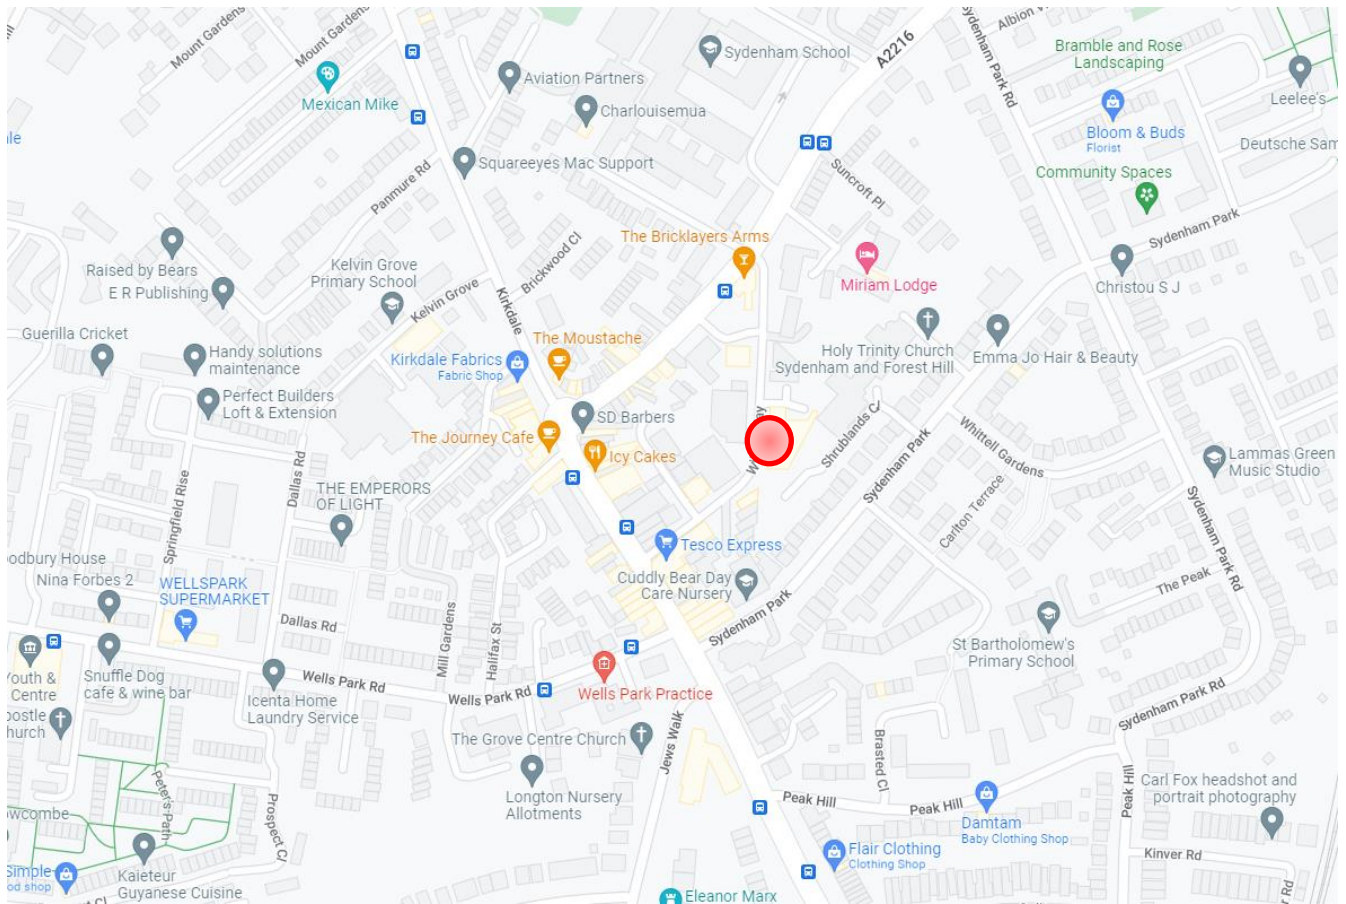 Mount Gardens
Mount Gardens
Mexican Mike
Aviation Partners
Charlouisemua
Sydenham School
A2216
Sydenham Park Rd
Albion
Bramble and Rose
Landscaping
Leelee's
Bloom & Buds
Florist
Deutsche Sam
Squareeyes Mac Support
Panmure Rd
Suncroft Pl
Community Spaces
Sydenham Park
The Bricklayers Arms
Brickwood Cl
Raised by Bears
E R Publishing
Kelvin Grove
Primary School
Kelvin Grove
Kirkdale
Miriam Lodge
Christou S J
Guerilla Cricket
Handy solutions
maintenance
The Moustache
Kirkdale Fabrics
Fabric Shop
Holy Trinity Church
Sydenham and Forest Hill
Emma Jo Hair & Beauty
Perfect Builders
Loft & Extension
SD Barbers
The Journey Cafe
Icy Cakes
Shrublands Cl
Sydenham Park
Whittell Gardens
Lammas Green
Music Studio
Dallas Rd
Springfield Rise
THE EMPERORS
OF LIGHT
Carlton Terrace
Sydenham Park Rd
odbury House
Nina Forbes 2
WELLSPARK
SUPERMARKET
Tesco Express
Cuddly Bear Day
Care Nursery
The Peak
Dallas Rd
Mill Gardens
Halifax St
Sydenham Park
St Bartholomew's
Primary School
Youth &
Centre
Snuffle Dog
cafe & wine bar
Wells Park Rd
Wells Park Rd
Wells Park Practice
Icenta Home
Laundry Service
ostle
hurch
The Grove Centre Church
Jews Walk
Sydenham Park Rd
Brasted Cl
Peter's Path
Prospect Cl
owcombe
Longton Nursery
Allotments
Peak Hill
Peak Hill
Peak Hill
Carl Fox headshot and
portrait photography
Damtam
Baby Clothing Shop
Flair Clothing
Clothing Shop
Kinver Rd
Simple
od shop
Kaieteur
Guyanese Cuisine
Eleanor Marx
Rd